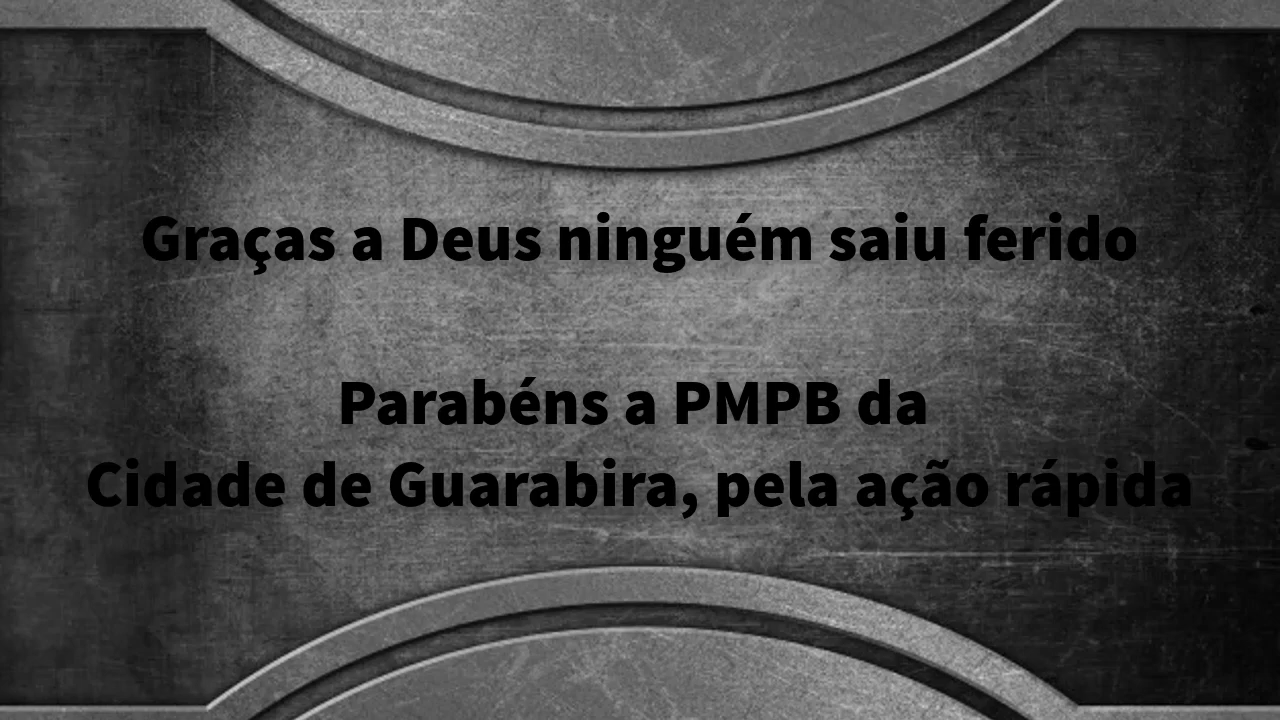 Graças a Deus ninguém saiu ferido
Parabéns a PMPB da
Cidade de Guarabira, pela ação rápida